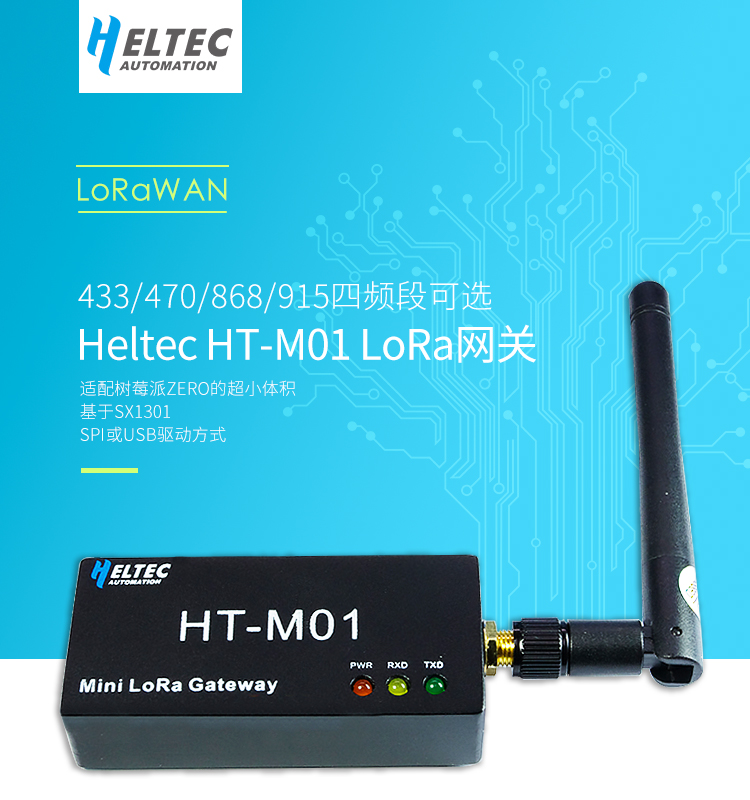 HELTEC
AUTOMATION
LoRaWAN
433/470/868/915四频段可选
Heltec HT-M01 LoRa网关
适配树莓派ZERO的超小体积
基于SX1301
SPI或USB驱动方式
HELTEC
AUTOMATION
HT-M01
PWR RXD TXD
Mini LoRa Gateway